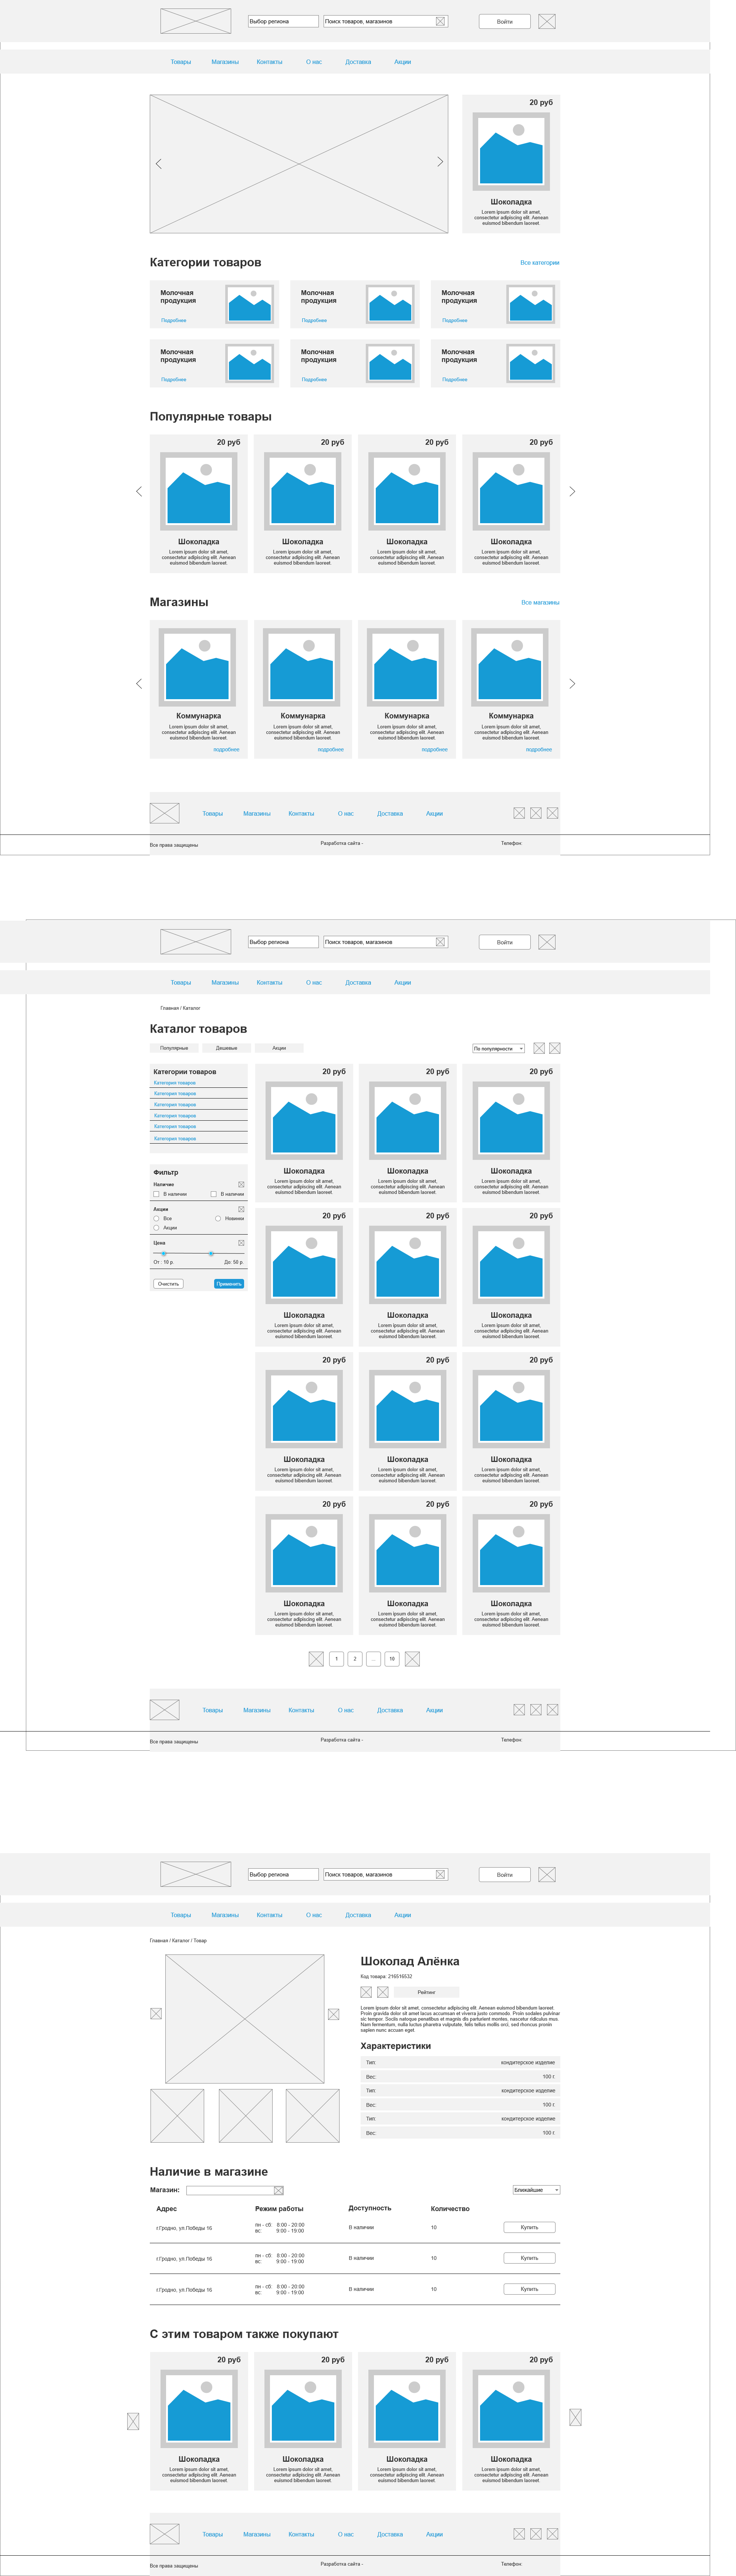 Выбор региона Поиск товаров, магазинов Войти
Товары Магазины Контакты О нас Доставка Акции
20 руб
Шоколадка
Lorem ipsum dolor sit amet,
consectetur adipiscing elit. Aenean
euismod bibendum laoreet.
Категории товаров Все категории
Молочная Молочная Молочная
продукция продукция продукция
Подробнее Подробнее Подробнее
Молочная Молочная Молочная
продукция продукция продукция
Подробнее Подробнее Подробнее
Популярные товары
20 руб 20 руб 20 руб 20 руб
Шоколадка Шоколадка Шоколадка Шоколадка
Lorem ipsum dolor sit amet, Lorem ipsum dolor sit amet, Lorem ipsum dolor sit amet, Lorem ipsum dolor sit amet,
consectetur adipiscing elit. Aenean consectetur adipiscing elit. Aenean consectetur adipiscing elit. Aenean consectetur adipiscing elit. Aenean
euismod bibendum laoreet. euismod bibendum laoreet. euismod bibendum laoreet. euismod bibendum laoreet.
Магазины Все магазины
Коммунарка Коммунарка Коммунарка Коммунарка
Lorem ipsum dolor sit amet, Lorem ipsum dolor sit amet, Lorem ipsum dolor sit amet, Lorem ipsum dolor sit amet,
consectetur adipiscing elit. Aenean consectetur adipiscing elit. Aenean consectetur adipiscing elit. Aenean consectetur adipiscing elit. Aenean
euismod bibendum laoreet. euismod bibendum laoreet. euismod bibendum laoreet. euismod bibendum laoreet.
подробнее подробнее подробнее подробнее
Товары Магазины Контакты О нас Доставка Акции
Все права защищены Разработка сайта - Телефон:
Выбор региона Поиск товаров, магазинов Войти
Товары Магазины Контакты О нас Доставка Акции
Главная / Каталог
Каталог товаров
Популярные Дешевые Акции По популярности
Категории товаров
Категория товаров
Категория товаров
Категория товаров
Категория товаров
Категория товаров
Категория товаров
Фильтр
Наличие
В наличии В наличии
Акции
Все Новинки
Акции
Цена
От : 10 р. До: 50 р.
Очистить Применить
20 руб 20 руб 20 руб
Шоколадка Шоколадка Шоколадка
Lorem ipsum dolor sit amet, Lorem ipsum dolor sit amet, Lorem ipsum dolor sit amet,
consectetur adipiscing elit. Aenean consectetur adipiscing elit. Aenean consectetur adipiscing elit. Aenean
euismod bibendum laoreet. euismod bibendum laoreet. euismod bibendum laoreet.
20 руб 20 руб 20 руб
Шоколадка Шоколадка Шоколадка
Lorem ipsum dolor sit amet, Lorem ipsum dolor sit amet, Lorem ipsum dolor sit amet,
consectetur adipiscing elit. Aenean consectetur adipiscing elit. Aenean consectetur adipiscing elit. Aenean
euismod bibendum laoreet. euismod bibendum laoreet. euismod bibendum laoreet.
20 руб 20 руб 20 руб
Шоколадка Шоколадка Шоколадка
Lorem ipsum dolor sit amet, Lorem ipsum dolor sit amet, Lorem ipsum dolor sit amet,
consectetur adipiscing elit. Aenean consectetur adipiscing elit. Aenean consectetur adipiscing elit. Aenean
euismod bibendum laoreet. euismod bibendum laoreet. euismod bibendum laoreet.
20 руб 20 руб 20 руб
Шоколадка Шоколадка Шоколадка
Lorem ipsum dolor sit amet, Lorem ipsum dolor sit amet, Lorem ipsum dolor sit amet,
consectetur adipiscing elit. Aenean consectetur adipiscing elit. Aenean consectetur adipiscing elit. Aenean
euismod bibendum laoreet. euismod bibendum laoreet. euismod bibendum laoreet.
1 2 ... 10
Товары Магазины Контакты О нас Доставка Акции
Все права защищены Разработка сайта - Телефон:
Выбор региона Поиск товаров, магазинов Войти
Товары Магазины Контакты О нас Доставка Акции
Главная / Каталог / Товар
Шоколад Алёнка
Код товара: 216516532
Рейтинг
Lorem ipsum dolor sit amet, consectetur adipiscing elit. Aenean euismod bibendum laoreet.
Proin gravida dolor sit amet lacus accumsan et viverra justo commodo. Proin sodales pulvinar
sic tempor. Sociis natoque penatibus et magnis dis parturient montes, nascetur ridiculus mus.
Nam fermentum, nulla luctus pharetra vulputate, felis tellus mollis orci, sed rhoncus pronin
sapien nunc accuan eget.
Характеристики
Тип: кондитерское изделие
Вес: 100 г.
Тип: кондитерское изделие
Вес: 100 г.
Тип: кондитерское изделие
Вес: 100 г.
Наличие в магазине
Магазин: Ближайшие
Адрес Режим работы Доступность Количество
г.Гродно, ул.Победы 16 пн - сб: 8:00 - 20:00 В наличии 10 Купить
вс: 9:00 - 19:00
г.Гродно, ул.Победы 16 пн - сб: 8:00 - 20:00 В наличии 10 Купить
вс: 9:00 - 19:00
г.Гродно, ул.Победы 16 пн - сб: 8:00 - 20:00 В наличии 10 Купить
вс: 9:00 - 19:00
С этим товаром также покупают
20 руб 20 руб 20 руб 20 руб
Шоколадка Шоколадка Шоколадка Шоколадка
Lorem ipsum dolor sit amet, Lorem ipsum dolor sit amet, Lorem ipsum dolor sit amet, Lorem ipsum dolor sit amet,
consectetur adipiscing elit. Aenean consectetur adipiscing elit. Aenean consectetur adipiscing elit. Aenean consectetur adipiscing elit. Aenean
euismod bibendum laoreet. euismod bibendum laoreet. euismod bibendum laoreet. euismod bibendum laoreet.
Товары Магазины Контакты О нас Доставка Акции
Все права защищены Разработка сайта - Телефон: